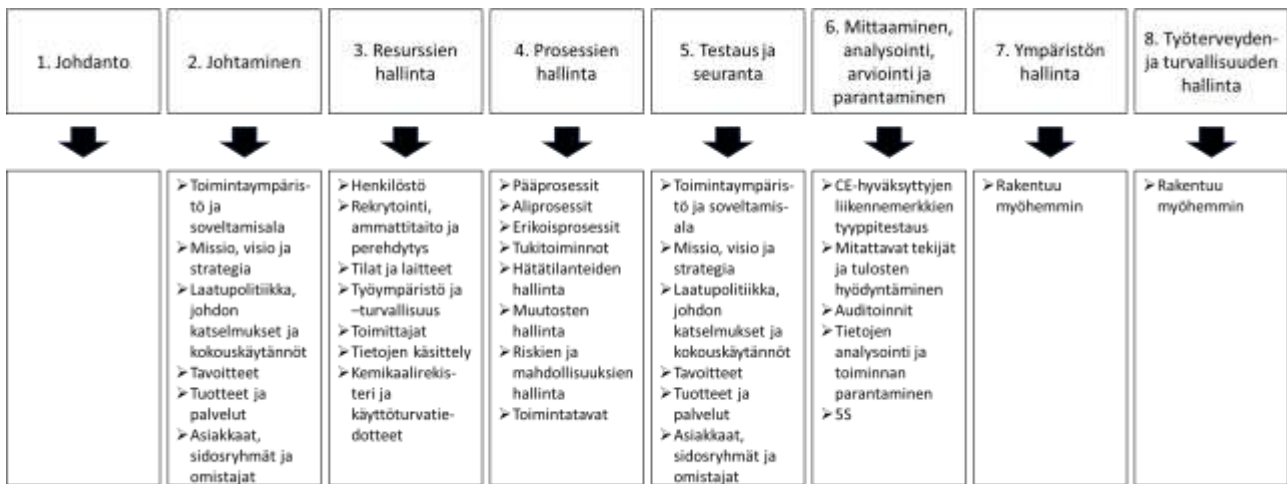 1. Johdanto
2. Johtaminen
3. Resurssien
hallinta
4. Prosessien
hallinta
5. Testaus ja
seuranta
6. Mittaaminen,
analysointi,
arviointi ja
parantaminen
7. Ympäristön
hallinta
8. Työterveyden-
ja turvallisuuden
hallinta
➢Toimintaympäris-
tö ja
soveltamisala
➢Missio, visio ja
strategia
➢Laatupolitiikka,
johdon
katselmukset ja
kokouskäytännöt
➢Tavoitteet
➢Tuotteet ja
palvelut
➢Asiakkaat,
sidosryhmät ja
omistajat
➢Henkilöstö
➢Rekrytointi,
ammattitaito ja
perehdytys
➢Tilat ja laitteet
➢Työympäristö ja
–turvallisuus
➢Toimittajat
➢Tietojen käsittely
➢Kemikaalirekis-
teri ja
käyttöturvatie-
dotteet
➢Pääprosessit
➢Aliprosessit
➢Erikoisprosessit
➢Tukitoiminnot
➢Hätätilanteiden
hallinta
➢Muutosten
hallinta
➢Riskien ja
mahdollisuuksien
hallinta
➢Toimintatavat
➢Toimintaympäris-
tö ja soveltamis-
ala
➢Missio, visio ja
strategia
➢Laatupolitiikka,
johdon
katselmukset ja
kokouskäytännöt
➢Tavoitteet
➢Tuotteet ja
palvelut
➢Asiakkaat,
sidosryhmät ja
omistajat
➢CE-hyväksyttyjen
liikennemerkkien
tyyppitestaus
➢Mitattavat tekijät
ja tulosten
hyödyntäminen
➢Auditoinnit
➢Tietojen
analysointi ja
toiminnan
parantaminen
➢5S
➢Rakentuu
myöhemmin
➢Rakentuu
myöhemmin